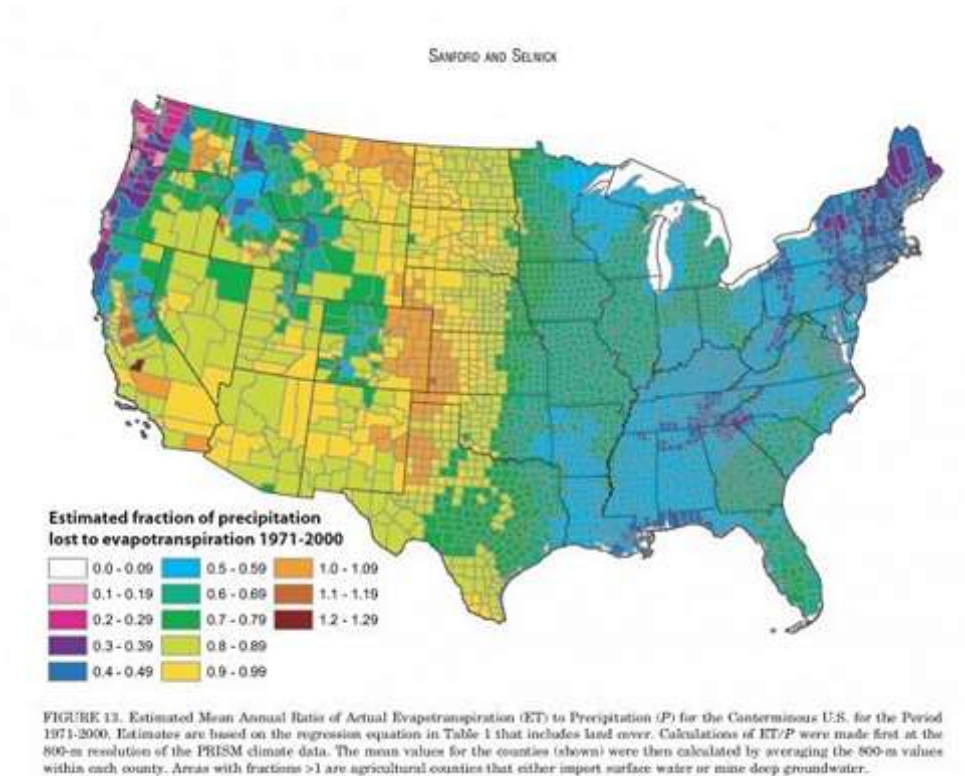 SANFORD AND SELNICK
Estimated fraction of precipitation
lost to evapotranspiration 1971-2000
0.0 - 0.09 0.5 - 0.59 1.0 - 1.09
0.1 - 0.19 0.6 - 0.69 1.1 - 1.19
0.2 - 0.29 0.7 - 0.79 1.2 - 1.29
0.3 - 0.39 0.8 - 0.89
0.4 - 0.49 0.9 - 0.99
FIGURE 13. Estimated Mean Annual Ratio of Actual Evapotranspiration (ET) to Precipitation (P) for the Conterminous U.S. for the Period
1971-2000. Estimates are based on the regression equation in Table 1 that includes land cover. Calculations of ET/P were made first at the
800-m resolution of the PRISM climate data. The mean values for the counties (shown) were then calculated by averaging the 800-m values
within each county. Areas with fractions >1 are agricultural counties that either import surface water or mine deep groundwater.